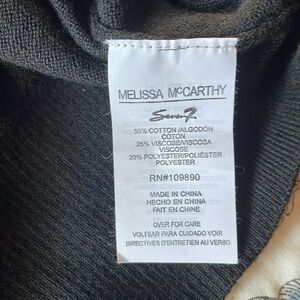 MELISSA McCARTHY
Seven7
55% COTTON/ALGODÓN
COTON
25% VISCOSE/VISCOSA
VISCOSE
20% POLYESTER/POLIÉSTER
POLYESTER
RN#109890
MADE IN CHINA
HECHO EN CHINA
FAIT EN CHINE
OVER FOR CARE
VOLTEAR PARA CUIDADO VOIR
DIRECTIVES D'ENTRETIEN AU VERSO